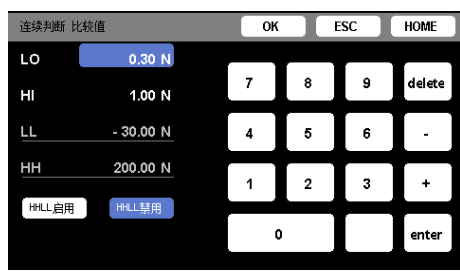 连续判断 比较值 OK ESC HOME
LO 0.30 N
HI 1.00 N
LL - 30.00 N
HH 200.00 N
HHLL启用 HHLL禁用
7 8 9 delete
4 5 6 -
1 2 3 +
0 enter